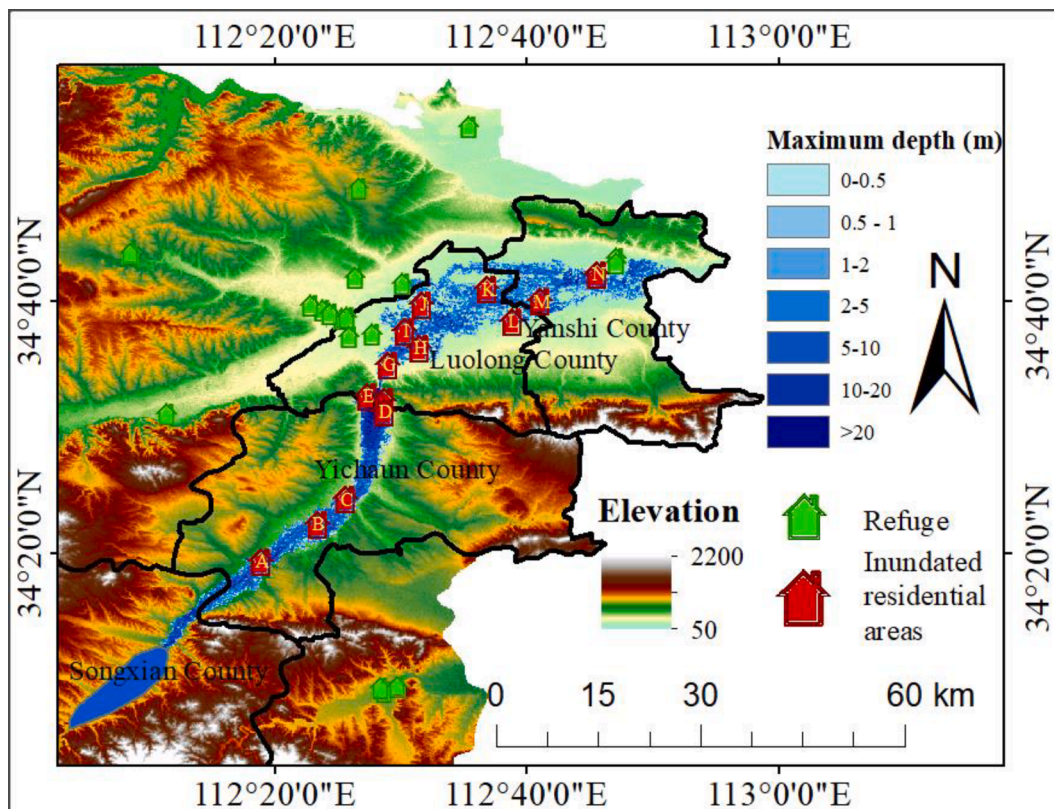 112°20'0"E 112°40'0"E 113°0'0"E
Maximum depth (m)
0-0.5
0.5 - 1
1-2
2-5
5-10
10-20
>20
N
34°40'0"N
34°40'0"N
N
K
M
J
L
Yanshi County
I
H
Luolong County
G
E
D
Yichaun County
C
B
A
Songxian County
34°20'0"N
34°20'0"N
Elevation
2200
50
Refuge
Inundated
residential
areas
0 15 30 60 km
112°20'0"E 112°40'0"E 113°0'0"E